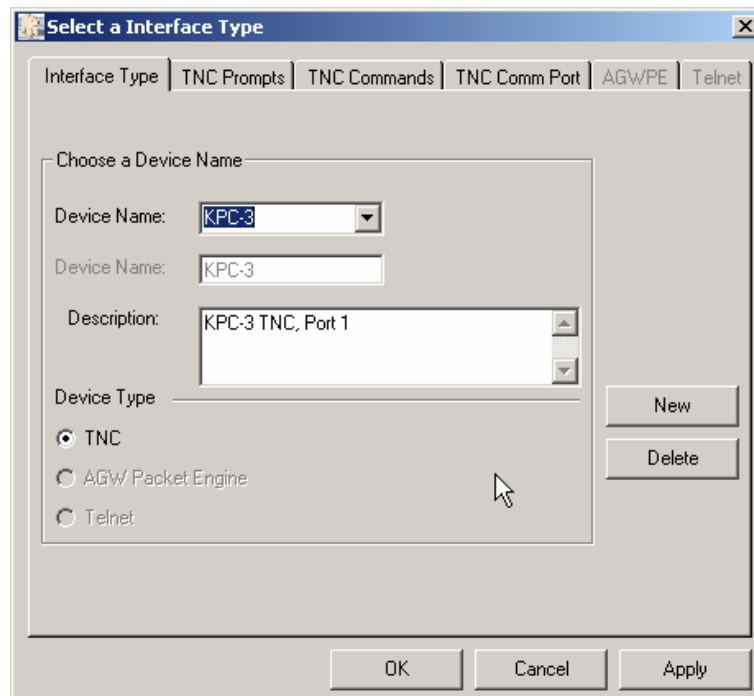 Select a Interface Type
Interface Type TNC Prompts TNC Commands TNC Comm Port AGWPE Telnet
Choose a Device Name
Device Name: KPC-3
Device Name: KPC-3
Description: KPC-3 TNC, Port 1
Device Type
New
TNC
Delete
AGW Packet Engine
Telnet
OK Cancel Apply